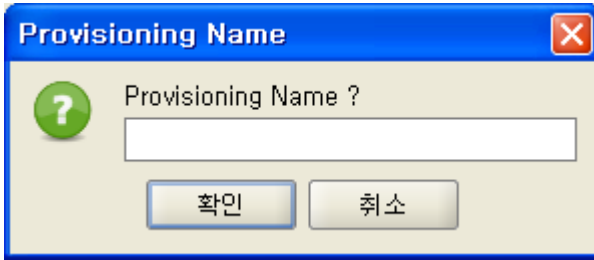 Provisioning Name
Provisioning Name ?
확인 취소